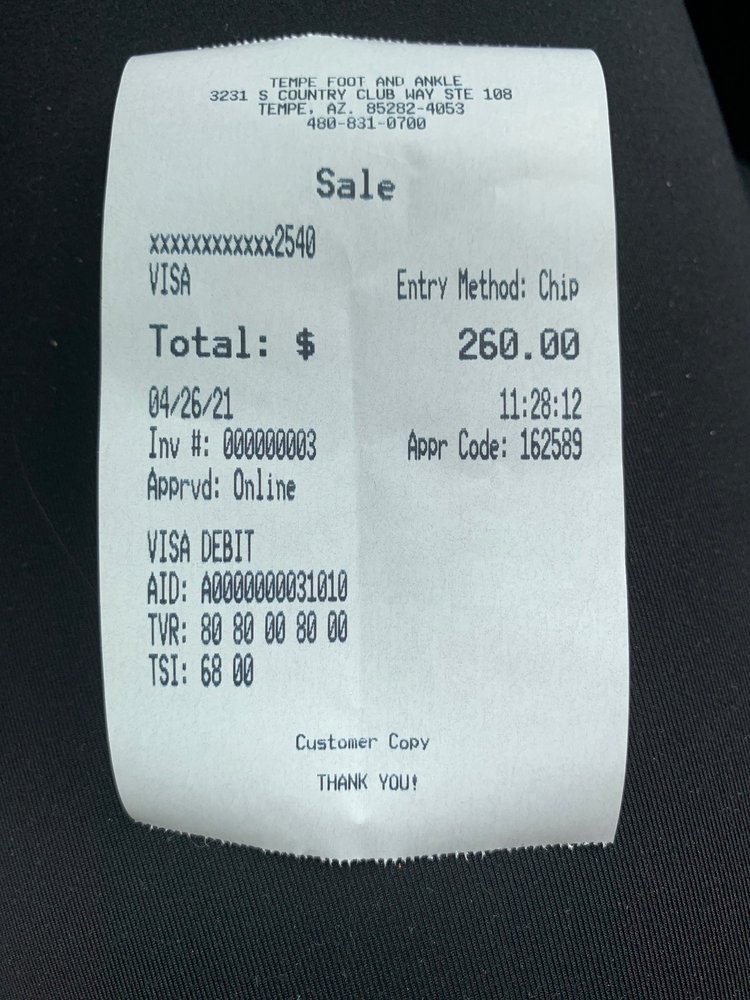 TEMPE FOOT AND ANKLE
3231 S COUNTRY CLUB WAY STE 108
TEMPE, AZ. 85282-4053
480-831-0700
Sale
xxxxxxxxxxxx2540
VISA Entry Method: Chip
Total: $ 260.00
04/26/21 11:28:12
Inv #: 000000003 Appr Code: 162589
Apprvd: Online
VISA DEBIT
AID: A0000000031010
TVR: 80 80 00 80 00
TSI: 68 00
Customer Copy
THANK YOU!